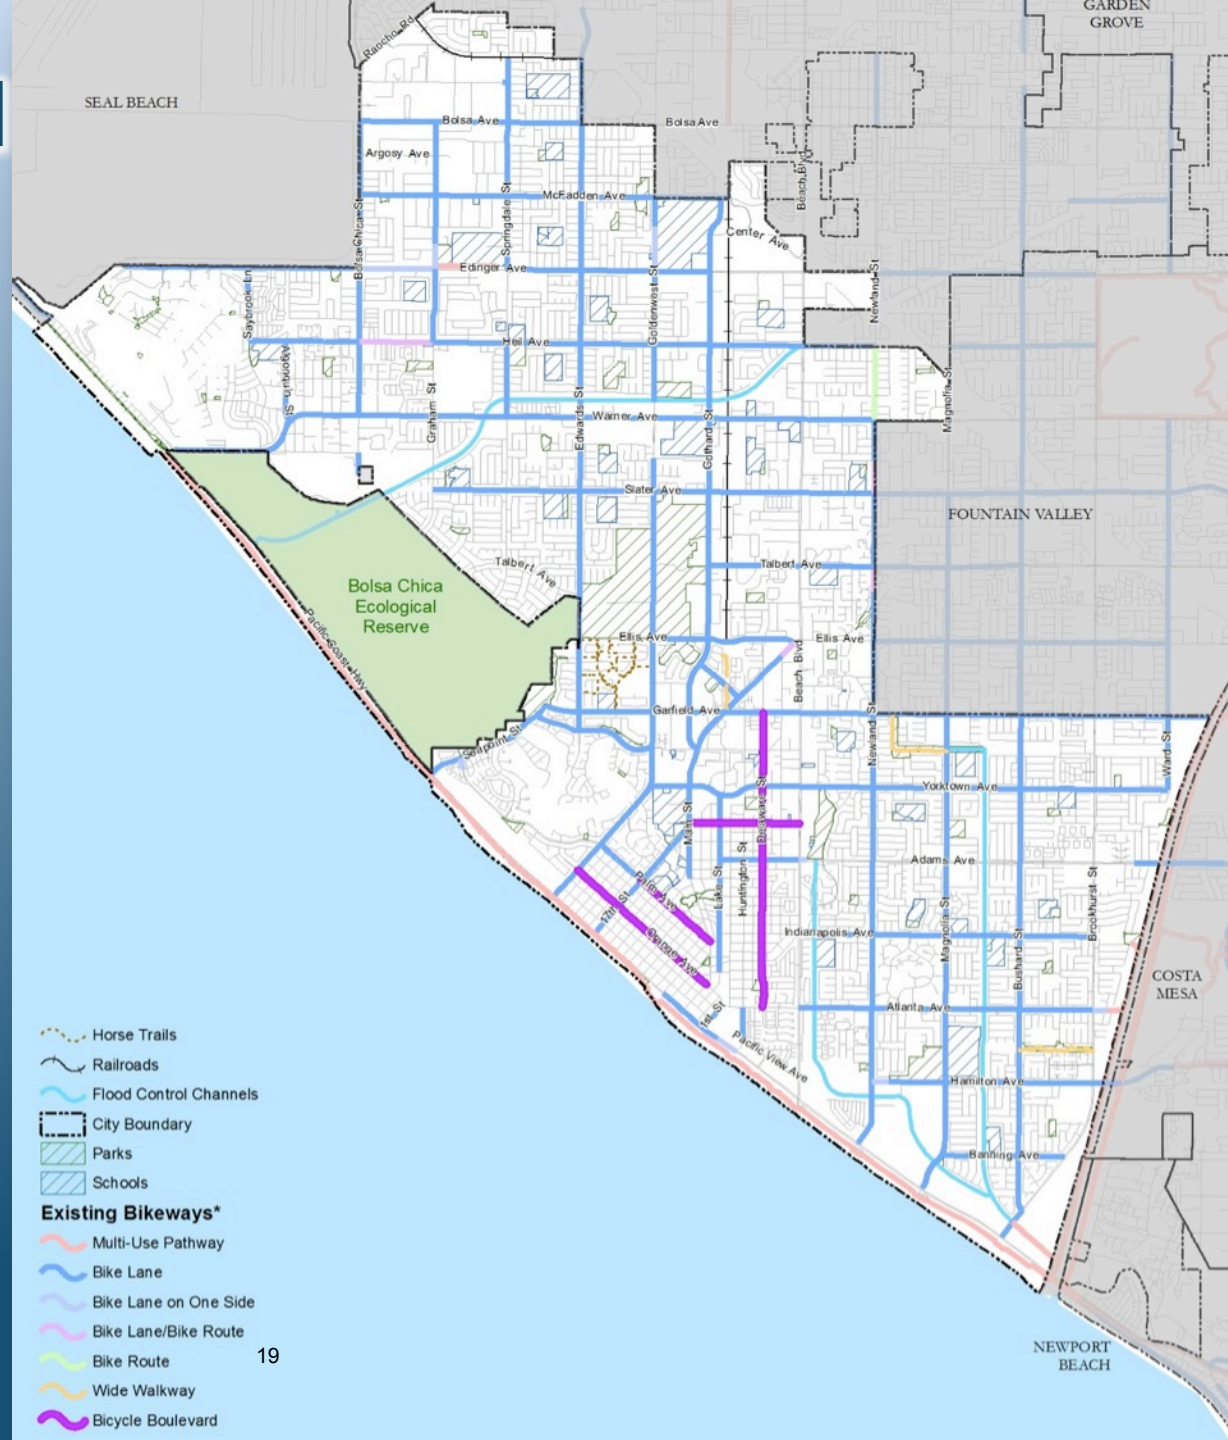 GARDEN
GROVE
Rancho Rd
SEAL BEACH
Bolsa Ave
Bolsa Ave
Argosy Ave
Beach Blvd
McFadden Ave
Springdale St
Bolsa Chica St
Center Ave
Edinger Ave
Saybrook Ln
Goldenwest St
Newland St
Heil Ave
Algonquin St
Graham St
Edwards St
Warner Ave
Gothard St
Magnolia St
Slater Ave
FOUNTAIN VALLEY
Talbert Ave
Talbert Ave
Bolsa Chica
Ecological
Reserve
Pacific Coast Hwy
Ellis Ave
Ellis Ave
Beach Blvd
Garfield Ave
Newland St
Seapoint St
Ward St
Yorktown Ave
Main St
Delaware St
Adams Ave
Huntington St
Lake St
Palm Ave
17th St
Brookhurst St
Magnolia St
Indianapolis Ave
Bushard St
Orange Ave
COSTA
MESA
Atlanta Ave
1st St
Pacific View Ave
Hamilton Ave
Banning Ave
Horse Trails
Railroads
Flood Control Channels
City Boundary
Parks
Schools
Existing Bikeways*
Multi-Use Pathway
Bike Lane
Bike Lane on One Side
Bike Lane/Bike Route
Bike Route
19
Wide Walkway
Bicycle Boulevard
NEWPORT
BEACH